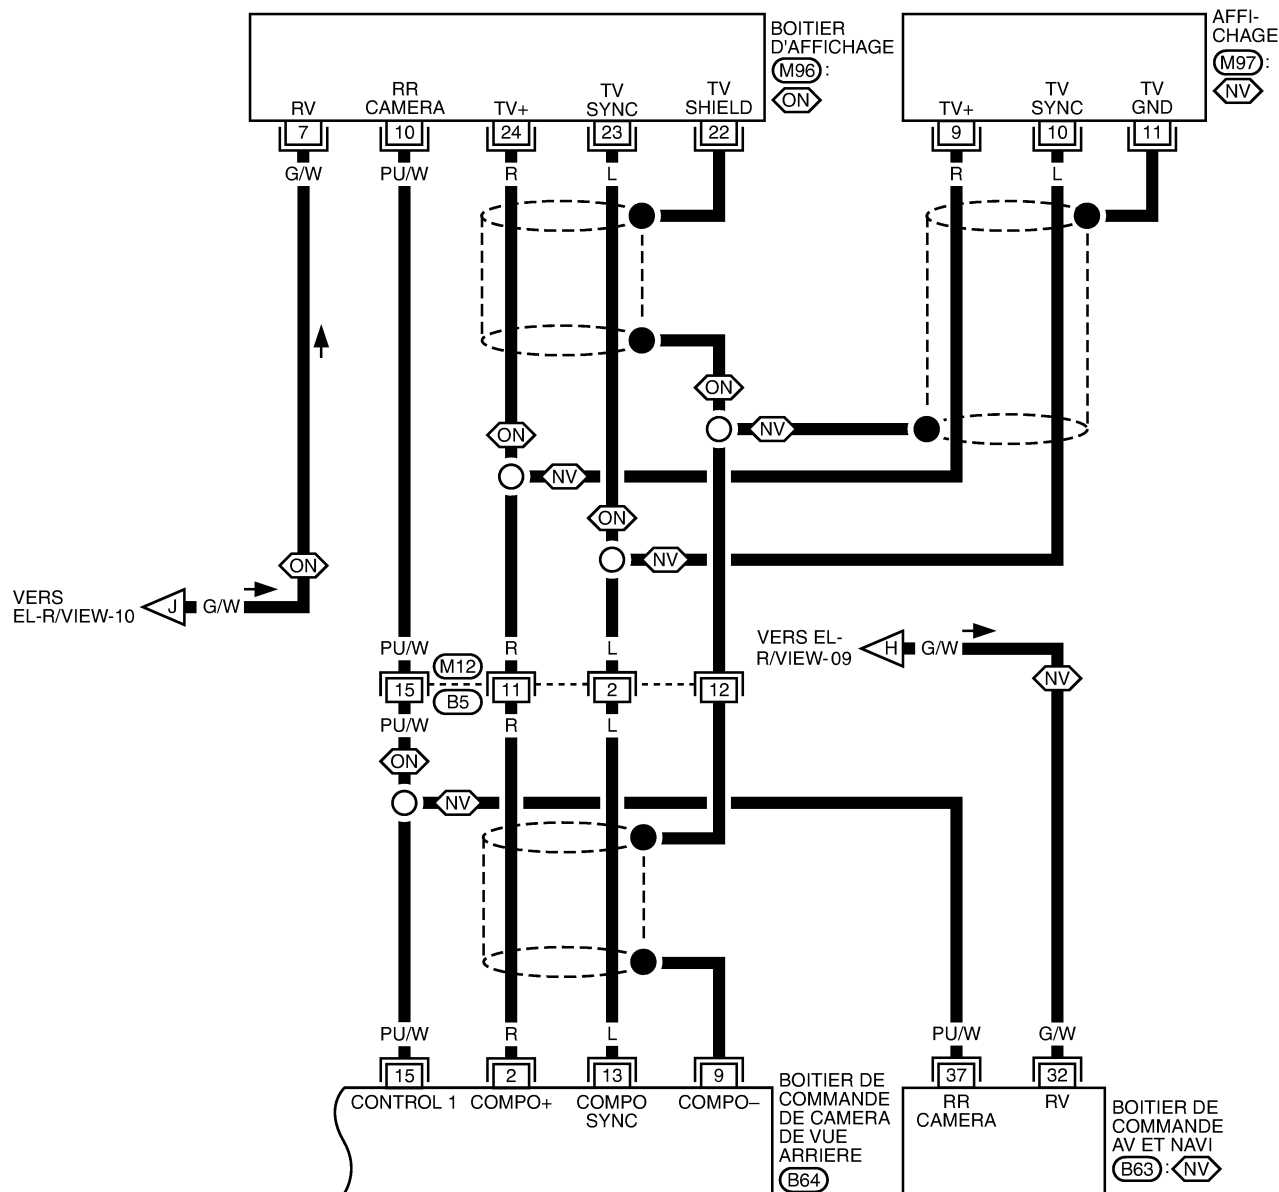 BOITIER
D'AFFICHAGE
M96 :
ON
AFFI-
CHAGE
M97 :
NV
RV
RR
CAMERA
TV+
TV
SYNC
TV
SHIELD
TV+
TV
SYNC
TV
GND
7
10
24
23
22
9
10
11
G/W
PU/W
R
L
R
L
ON
ON
NV
NV
ON
NV
ON
VERS
EL-R/VIEW-10
J
G/W
VERS EL-
R/VIEW-09
H
G/W
NV
PU/W
R
L
M12
15
11
2
12
B5
PU/W
R
L
ON
NV
PU/W
R
L
PU/W
G/W
15
2
13
9
37
32
CONTROL 1
COMPO+
COMPO
SYNC
COMPO–
BOITIER DE
COMMANDE
DE CAMERA
DE VUE
ARRIERE
B64
RR
CAMERA
RV
BOITIER DE
COMMANDE
AV ET NAVI
B63 : NV